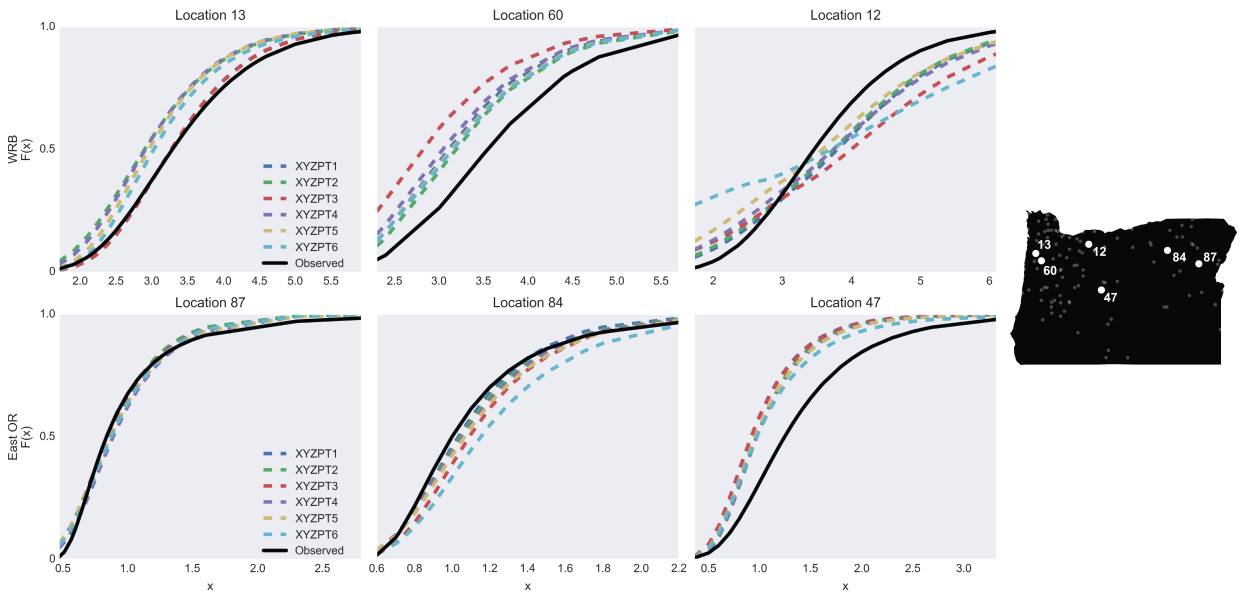 Location 13
Location 60
Location 12
1.0
0.5
0
WRB
F(x)
XYZPT1
XYZPT2
XYZPT3
XYZPT4
XYZPT5
XYZPT6
Observed
2.0 2.5 3.0 3.5 4.0 4.5 5.0 5.5
2.5 3.0 3.5 4.0 4.5 5.0 5.5
2 3 4 5 6
13
60
12
84
87
47
Location 87
Location 84
Location 47
1.0
0.5
0
East OR
F(x)
XYZPT1
XYZPT2
XYZPT3
XYZPT4
XYZPT5
XYZPT6
Observed
0.5 1.0 1.5 2.0 2.5
0.6 0.8 1.0 1.2 1.4 1.6 1.8 2.0 2.2
0.5 1.0 1.5 2.0 2.5 3.0
x
x
x